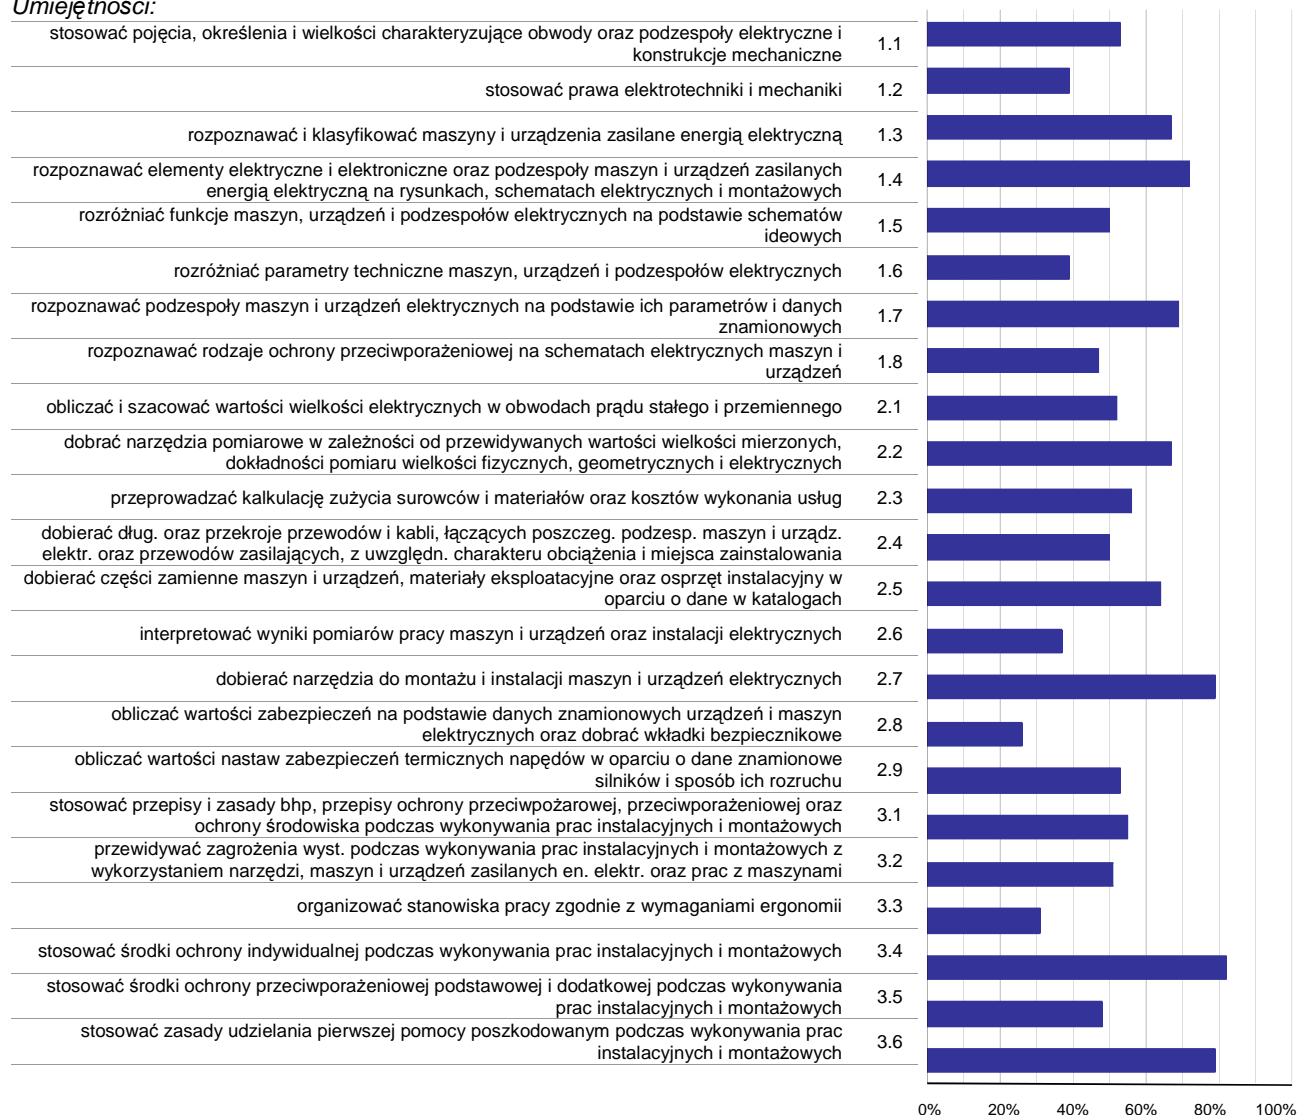 Umiejętności:
stosować pojęcia, określenia i wielkości charakteryzujące obwody oraz podzespoły elektryczne i
konstrukcje mechaniczne
1.1
stosować prawa elektrotechniki i mechaniki
1.2
rozpoznawać i klasyfikować maszyny i urządzenia zasilane energią elektryczną
1.3
rozpoznawać elementy elektryczne i elektroniczne oraz podzespoły maszyn i urządzeń zasilanych
energią elektryczną na rysunkach, schematach elektrycznych i montażowych
1.4
rozróżniać funkcje maszyn, urządzeń i podzespołów elektrycznych na podstawie schematów
ideowych
1.5
rozróżniać parametry techniczne maszyn, urządzeń i podzespołów elektrycznych
1.6
rozpoznawać podzespoły maszyn i urządzeń elektrycznych na podstawie ich parametrów i danych
znamionowych
1.7
rozpoznawać rodzaje ochrony przeciwporażeniowej na schematach elektrycznych maszyn i
urządzeń
1.8
obliczać i szacować wartości wielkości elektrycznych w obwodach prądu stałego i przemiennego
2.1
dobrać narzędzia pomiarowe w zależności od przewidywanych wartości wielkości mierzonych,
dokładności pomiaru wielkości fizycznych, geometrycznych i elektrycznych
2.2
przeprowadzać kalkulację zużycia surowców i materiałów oraz kosztów wykonania usług
2.3
dobierać dług. oraz przekroje przewodów i kabli, łączących poszczeg. podzesp. maszyn i urządz.
elektr. oraz przewodów zasilających, z uwzględn. charakteru obciążenia i miejsca zainstalowania
2.4
dobierać części zamienne maszyn i urządzeń, materiały eksploatacyjne oraz osprzęt instalacyjny w
oparciu o dane w katalogach
2.5
interpretować wyniki pomiarów pracy maszyn i urządzeń oraz instalacji elektrycznych
2.6
dobierać narzędzia do montażu i instalacji maszyn i urządzeń elektrycznych
2.7
obliczać wartości zabezpieczeń na podstawie danych znamionowych urządzeń i maszyn
elektrycznych oraz dobrać wkładki bezpiecznikowe
2.8
obliczać wartości nastaw zabezpieczeń termicznych napędów w oparciu o dane znamionowe
silników i sposób ich rozruchu
2.9
stosować przepisy i zasady bhp, przepisy ochrony przeciwpożarowej, przeciwporażeniowej oraz
ochrony środowiska podczas wykonywania prac instalacyjnych i montażowych
3.1
przewidywać zagrożenia wyst. podczas wykonywania prac instalacyjnych i montażowych z
wykorzystaniem narzędzi, maszyn i urządzeń zasilanych en. elektr. oraz prac z maszynami
3.2
organizować stanowiska pracy zgodnie z wymaganiami ergonomii
3.3
stosować środki ochrony indywidualnej podczas wykonywania prac instalacyjnych i montażowych
3.4
stosować środki ochrony przeciwporażeniowej podstawowej i dodatkowej podczas wykonywania
prac instalacyjnych i montażowych
3.5
stosować zasady udzielania pierwszej pomocy poszkodowanym podczas wykonywania prac
instalacyjnych i montażowych
3.6
0% 20% 40% 60% 80% 100%